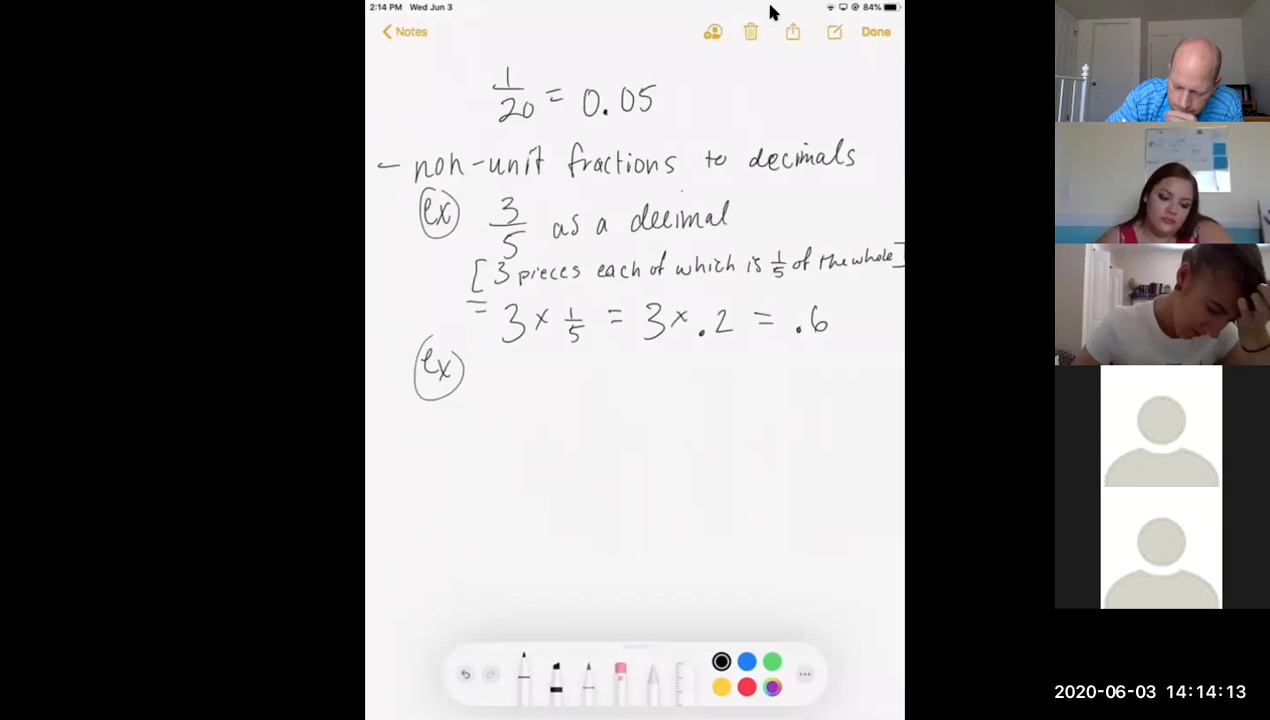 2:14 PM Wed Jun 3
84%
Notes
Done
1/20 = 0.05
- non-unit fractions to decimals
ex 3/5 as a decimal
[3 pieces each of which is 1/5 of the whole]
= 3 × 1/5 = 3 × .2 = .6
ex
2020-06-03 14:14:13